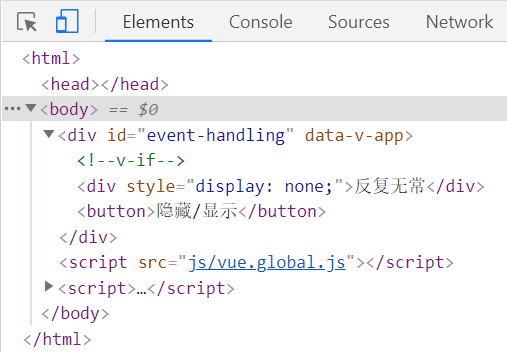 Elements Console Sources Network
<html>
<head></head>
<body> == $0
<div id="event-handling" data-v-app>
<!--v-if-->
<div style="display: none;">反复无常</div>
<button>隐藏/显示</button>
</div>
<script src="js/vue.global.js"></script>
<script>…</script>
</body>
</html>